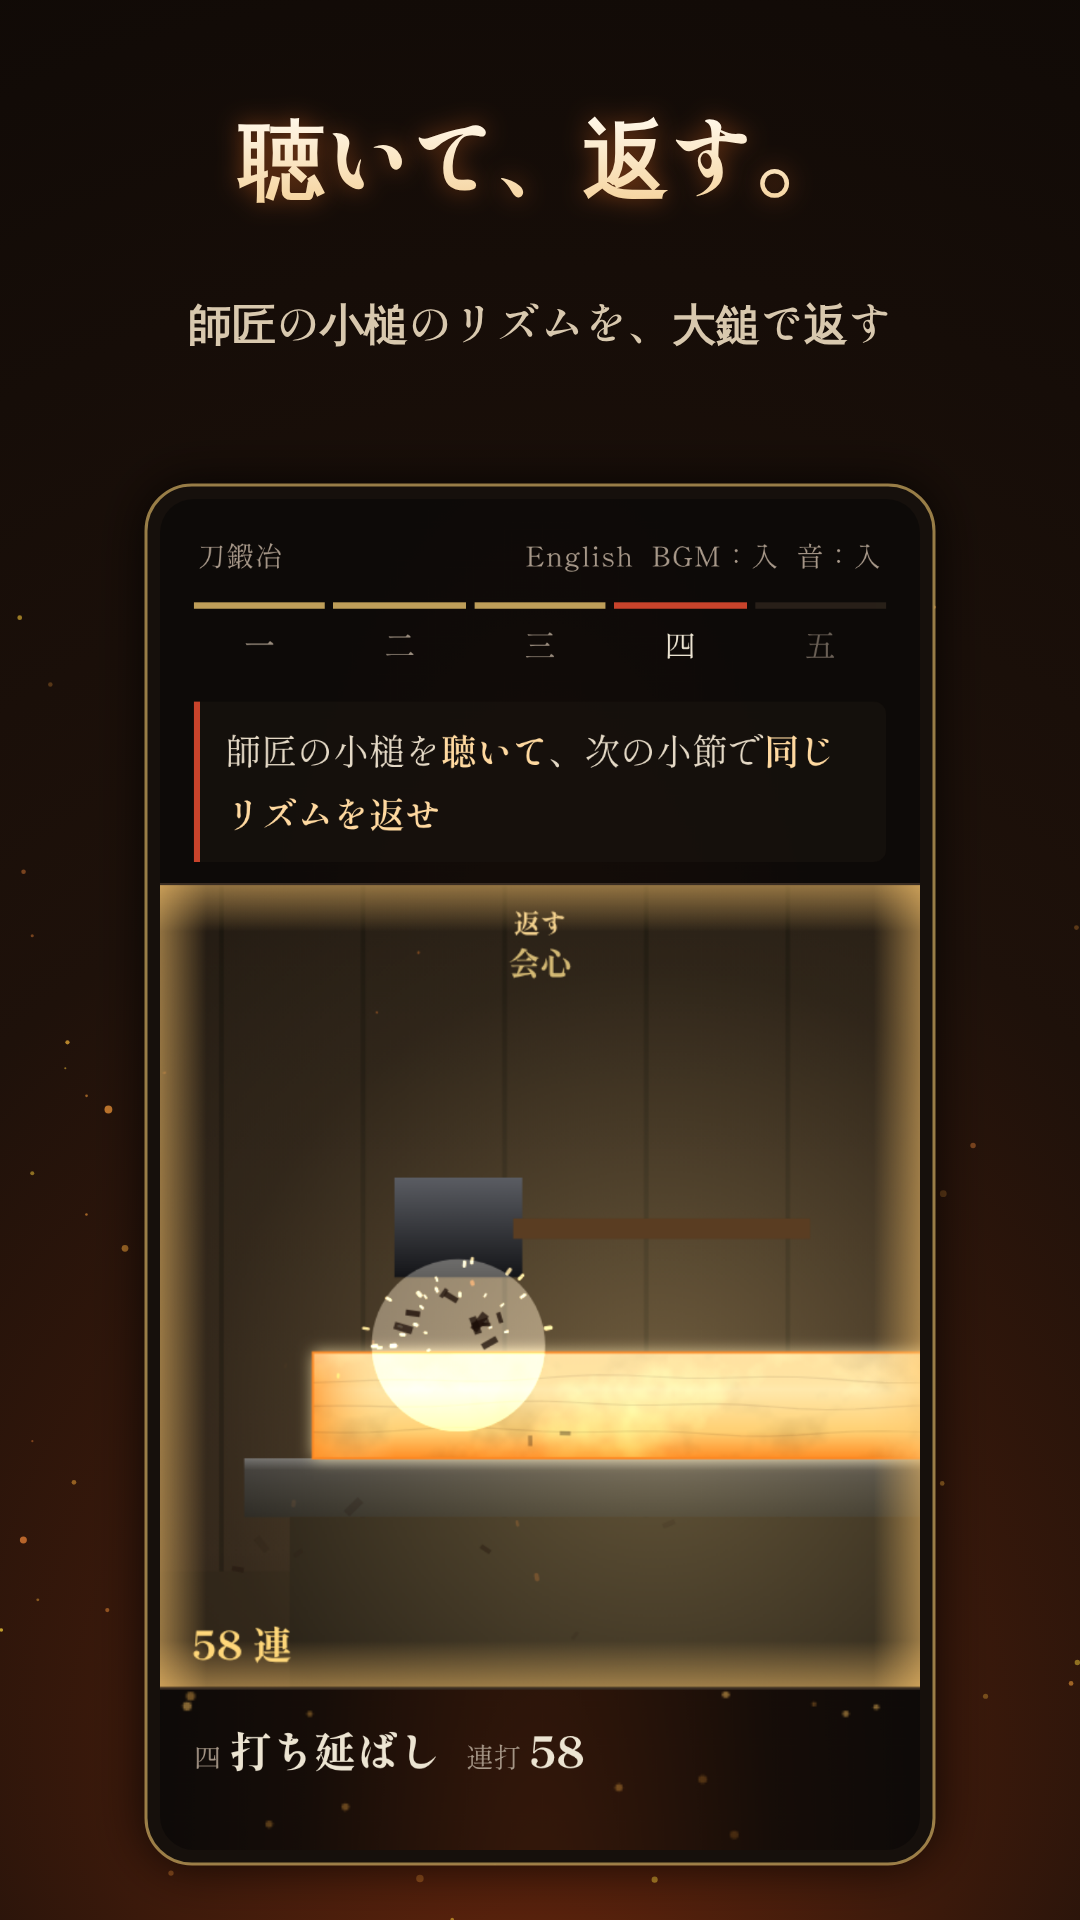 聴いて、返す。
師匠の小槌のリズムを、大鎚で返す
刀鍛冶 English BGM：入 音：入
一 二 三 四 五
師匠の小槌を聴いて、次の小節で同じ
リズムを返せ
返す
会心
58 連
四 打ち延ばし 連打 58